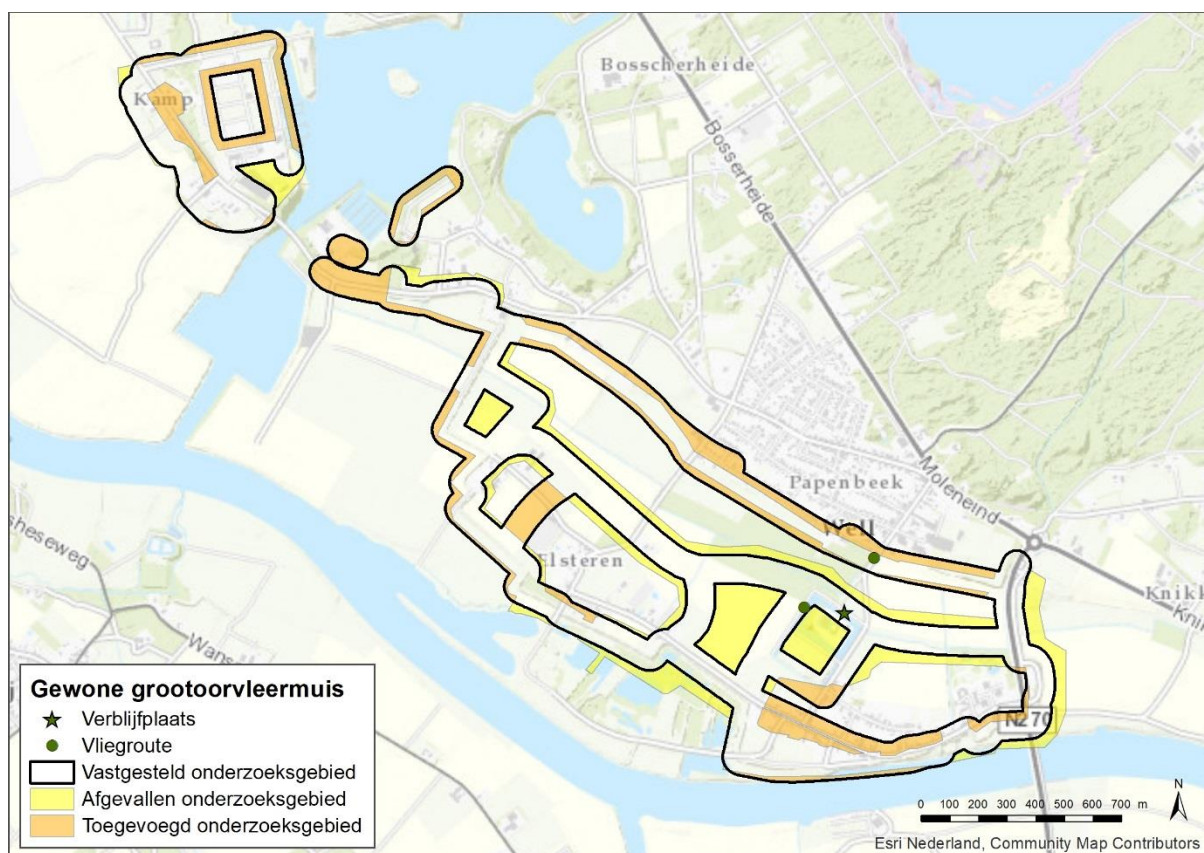 Bosscherheide
Kamp
Bosserheide
Papenbeek
Well
Moleneind
Elsteren
Knikk
Kni
sheseweg
Wans
N270
Gewone grootoorvleermuis
Verblijfplaats
Vliegroute
Vastgesteld onderzoeksgebied
Afgevallen onderzoeksgebied
Toegevoegd onderzoeksgebied
N
0 100 200 300 400 500 600 700 m
Esri Nederland, Community Map Contributors